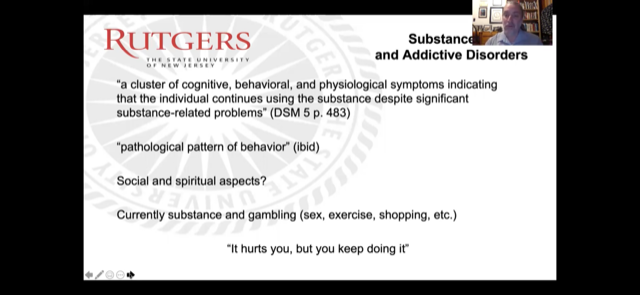 RUTGERS
THE STATE UNIVERSITY
OF NEW JERSEY
Substance
and Addictive Disorders
"a cluster of cognitive, behavioral, and physiological symptoms indicating
that the individual continues using the substance despite significant
substance-related problems" (DSM 5 p. 483)
"pathological pattern of behavior" (ibid)
Social and spiritual aspects?
Currently substance and gambling (sex, exercise, shopping, etc.)
"It hurts you, but you keep doing it"